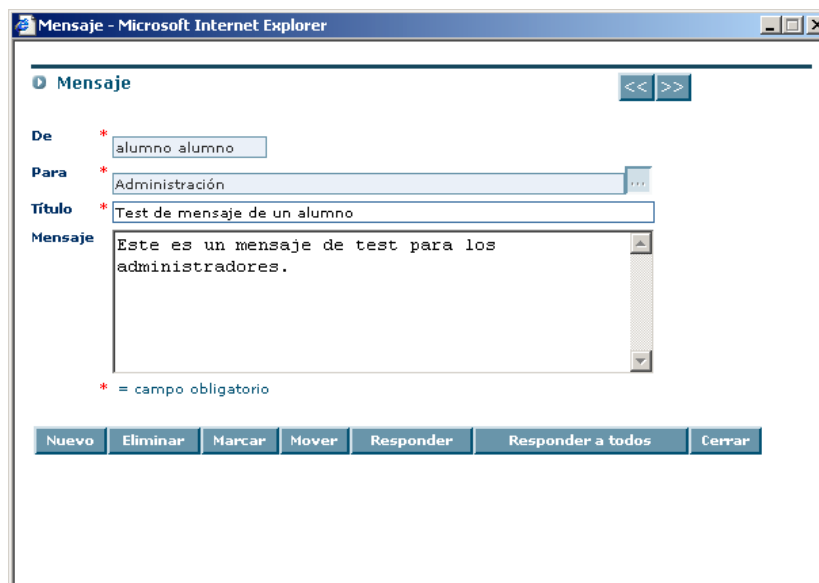 Mensaje - Microsoft Internet Explorer
Mensaje
<< >>
De * alumno alumno
Para * Administración ...
Título * Test de mensaje de un alumno
Mensaje Este es un mensaje de test para los
administradores.
* = campo obligatorio
Nuevo Eliminar Marcar Mover Responder Responder a todos Cerrar